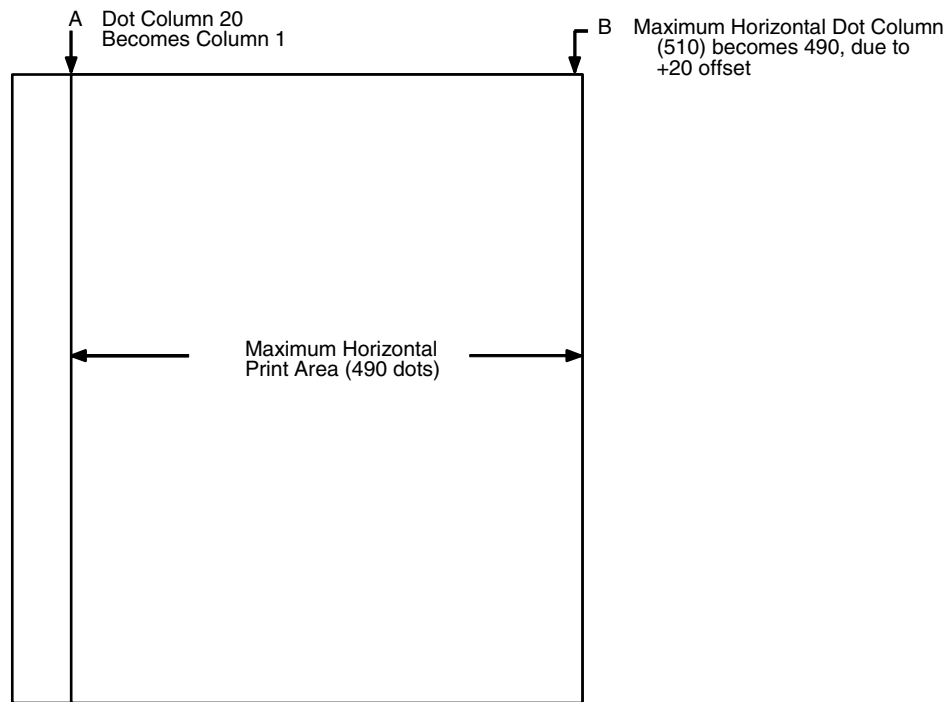 A Dot Column 20
Becomes Column 1
B Maximum Horizontal Dot Column
(510) becomes 490, due to
+20 offset
Maximum Horizontal
Print Area (490 dots)